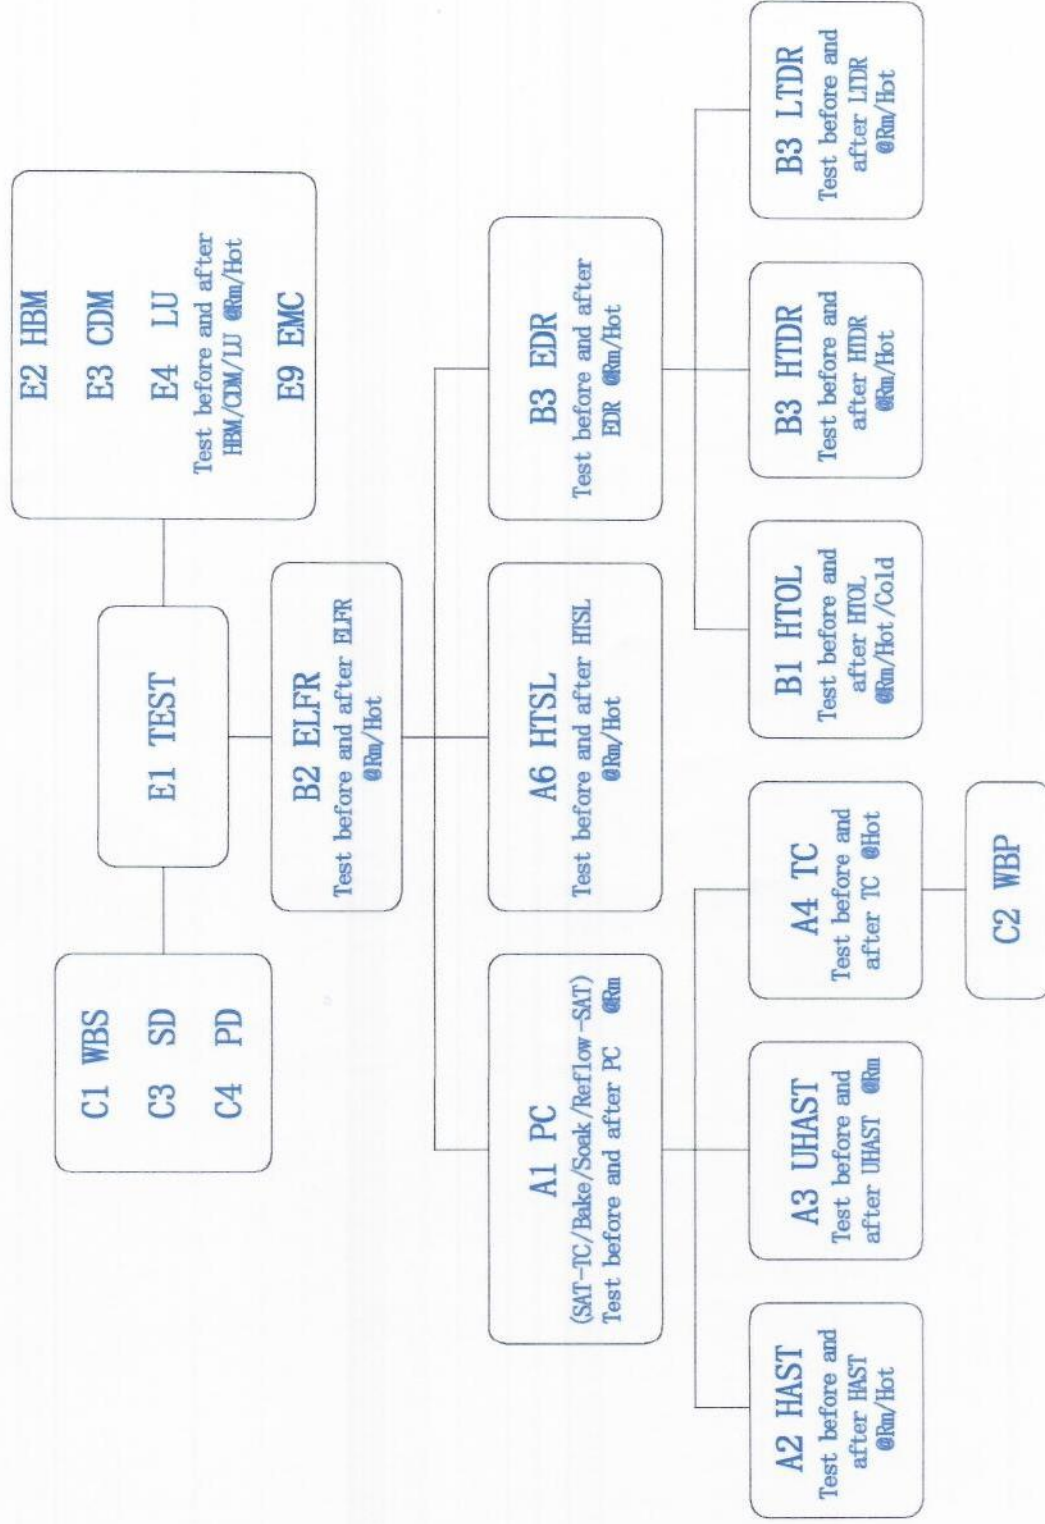 C1 WBS
C3 SD
C4 PD
E1 TEST
E2 HBM
E3 CDM
E4 LU
Test before and after
HBM/CDM/LU @Rm/Hot
E9 EMC
B2 ELFR
Test before and after ELFR
@Rm/Hot
A1 PC
(SAT-TC/Bake/Soak/Reflow-SAT)
Test before and after PC @Rm
A6 HTSL
Test before and after HTSL
@Rm/Hot
B3 EDR
Test before and after
EDR @Rm/Hot
A2 HAST
Test before and
after HAST
@Rm/Hot
A3 UHAST
Test before and
after UHAST @Rm
A4 TC
Test before and
after TC @Hot
B1 HTOL
Test before and
after HTOL
@Rm/Hot/Cold
B3 HTDR
Test before and
after HTDR
@Rm/Hot
B3 LTDR
Test before and
after LTDR
@Rm/Hot
C2 WBP